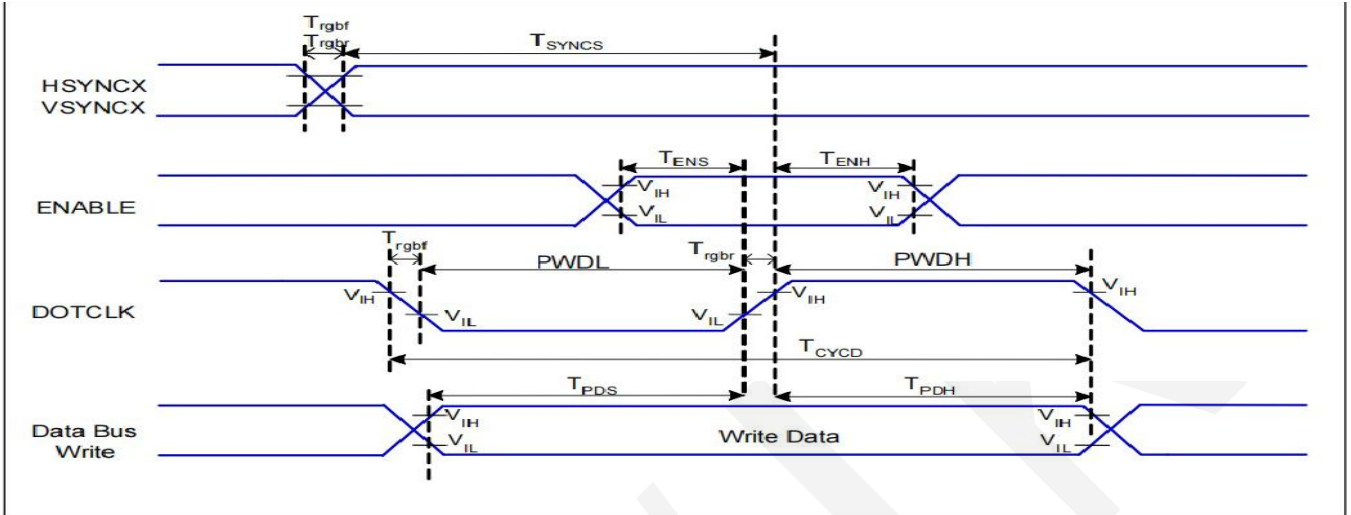 Trgbf
Trgbr
TSYNCS
HSYNCX
VSYNCX
TENS
TENH
VIH
VIH
ENABLE
VIL
VIL
Trgbf
PWDL
Trgbr
PWDH
VIH
VIH
VIH
DOTCLK
VIL
VIL
TCYCD
TPDS
TPDH
VIH
VIH
Data Bus
Write
Write Data
VIL
VIL